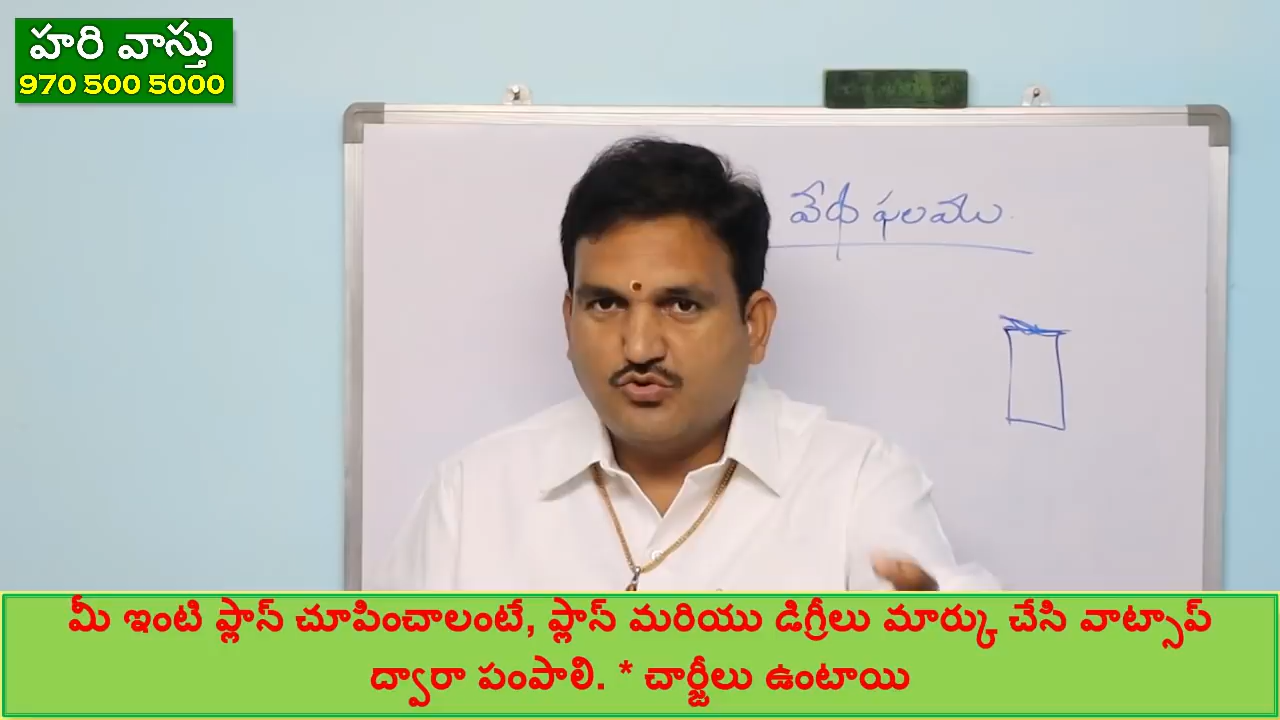 హరి వాస్తు
970 500 5000
వేధ ఫలము
మీ ఇంటి ప్లాన్ చూపించాలంటే, ప్లాన్ మరియు డిగ్రీలు మార్కు చేసి వాట్సాప్
ద్వారా పంపాలి. * చార్జీలు ఉంటాయి